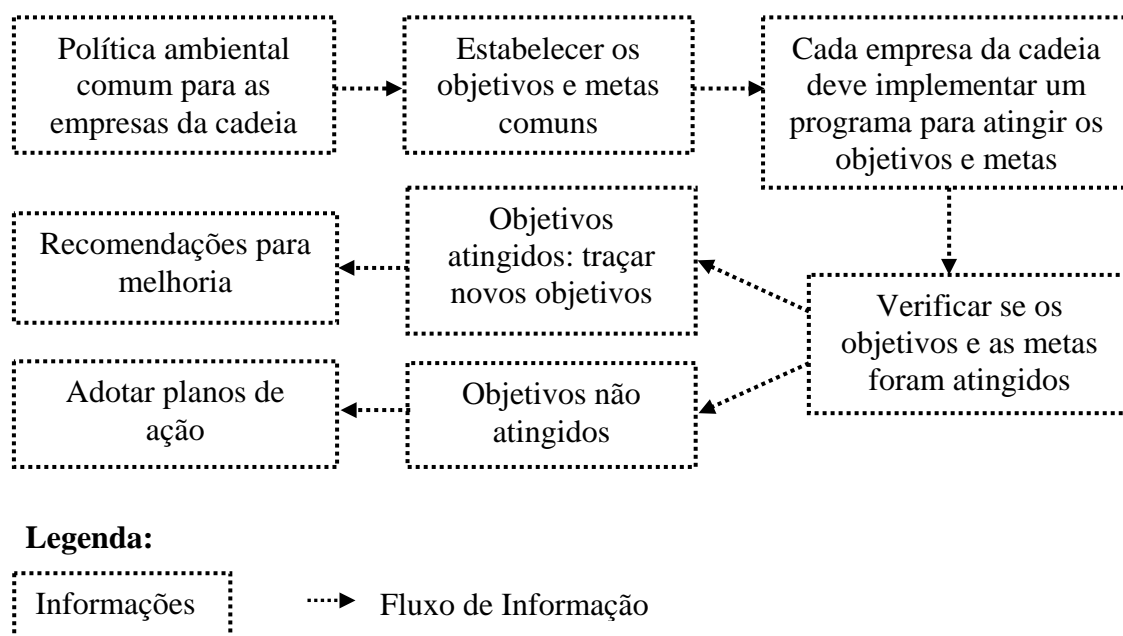 Política ambiental
comum para as
empresas da cadeia
Estabelecer os
objetivos e metas
comuns
Cada empresa da cadeia
deve implementar um
programa para atingir os
objetivos e metas
Recomendações para
melhoria
Objetivos
atingidos: traçar
novos objetivos
Verificar se os
objetivos e as metas
foram atingidos
Adotar planos de
ação
Objetivos não
atingidos
Legenda:
Informações
Fluxo de Informação